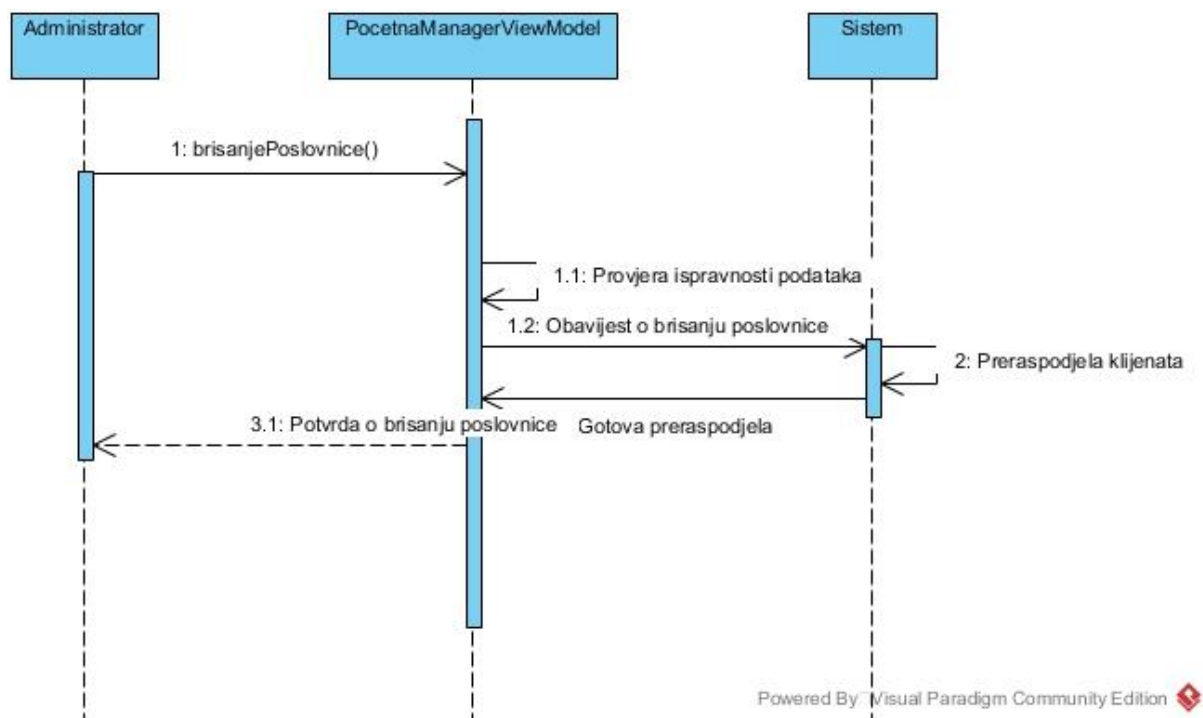 Administrator
PocetnaManagerViewModel
Sistem
1: brisanjePoslovnice()
1.1: Provjera ispravnosti podataka
1.2: Obavijest o brisanju poslovnice
2: Preraspodjela klijenata
3.1: Potvrda o brisanju poslovnice
Gotova preraspodjela
Powered By Visual Paradigm Community Edition